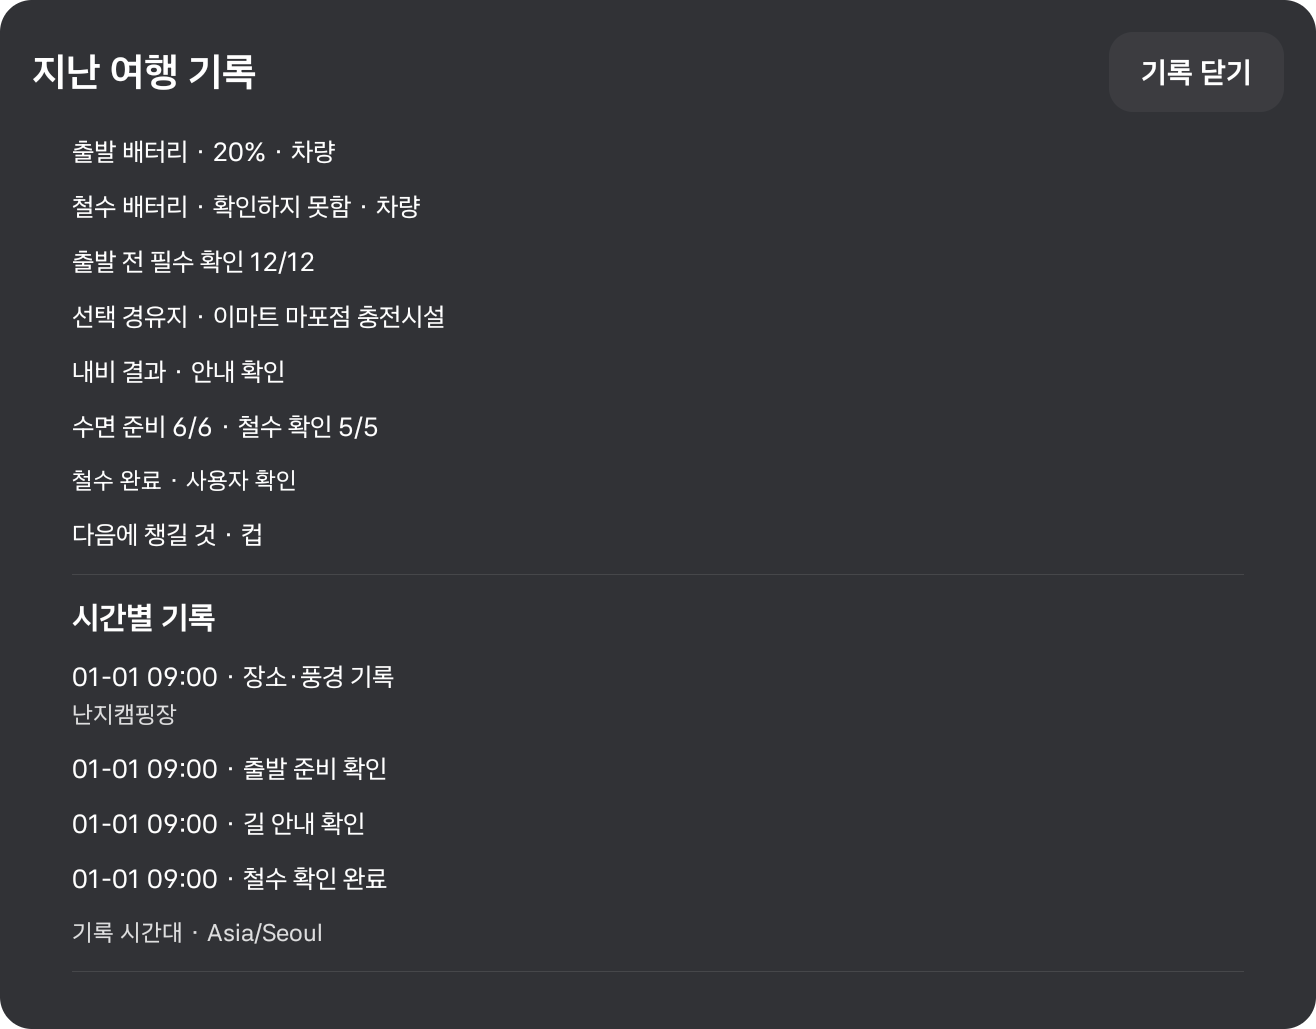 지난 여행 기록
기록 닫기
출발 배터리 · 20% · 차량
철수 배터리 · 확인하지 못함 · 차량
출발 전 필수 확인 12/12
선택 경유지 · 이마트 마포점 충전시설
내비 결과 · 안내 확인
수면 준비 6/6 · 철수 확인 5/5
철수 완료 · 사용자 확인
다음에 챙길 것 · 컵
시간별 기록
01-01 09:00 · 장소·풍경 기록
난지캠핑장
01-01 09:00 · 출발 준비 확인
01-01 09:00 · 길 안내 확인
01-01 09:00 · 철수 확인 완료
기록 시간대 · Asia/Seoul